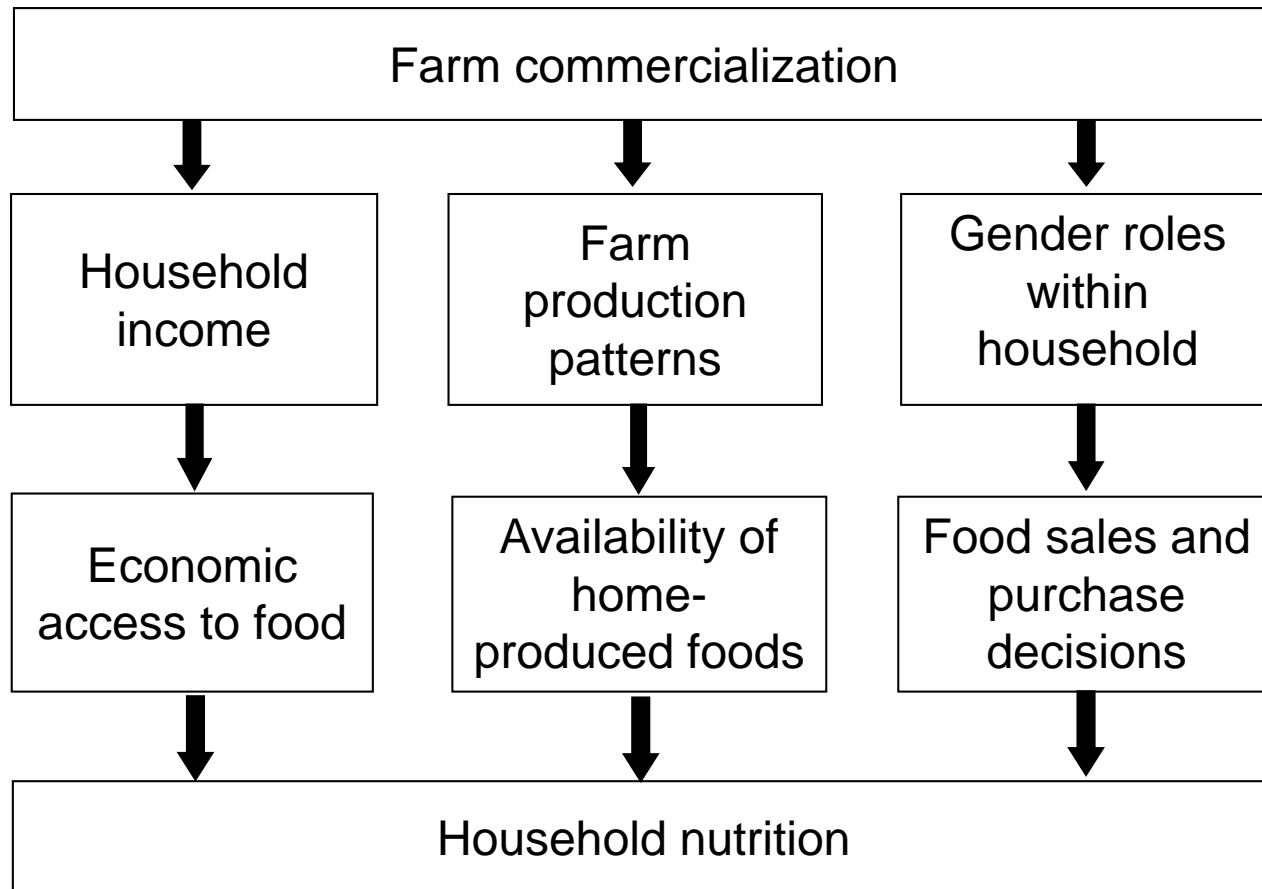 Farm commercialization
Household
income
Farm
production
patterns
Gender roles
within
household
Economic
access to food
Availability of
home-
produced foods
Food sales and
purchase
decisions
Household nutrition